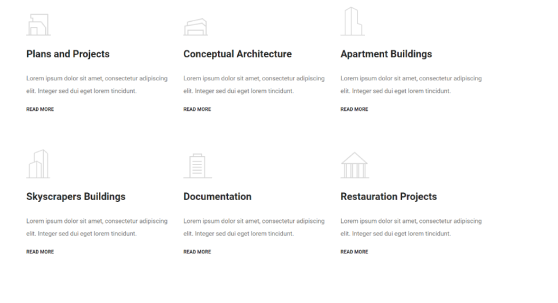 Plans and Projects
Lorem ipsum dolor sit amet, consectetur adipiscing
elit. Integer sed dui eget lorem tincidunt.
READ MORE
Conceptual Architecture
Lorem ipsum dolor sit amet, consectetur adipiscing
elit. Integer sed dui eget lorem tincidunt.
READ MORE
Apartment Buildings
Lorem ipsum dolor sit amet, consectetur adipiscing
elit. Integer sed dui eget lorem tincidunt.
READ MORE
Skyscrapers Buildings
Lorem ipsum dolor sit amet, consectetur adipiscing
elit. Integer sed dui eget lorem tincidunt.
READ MORE
Documentation
Lorem ipsum dolor sit amet, consectetur adipiscing
elit. Integer sed dui eget lorem tincidunt.
READ MORE
Restauration Projects
Lorem ipsum dolor sit amet, consectetur adipiscing
elit. Integer sed dui eget lorem tincidunt.
READ MORE